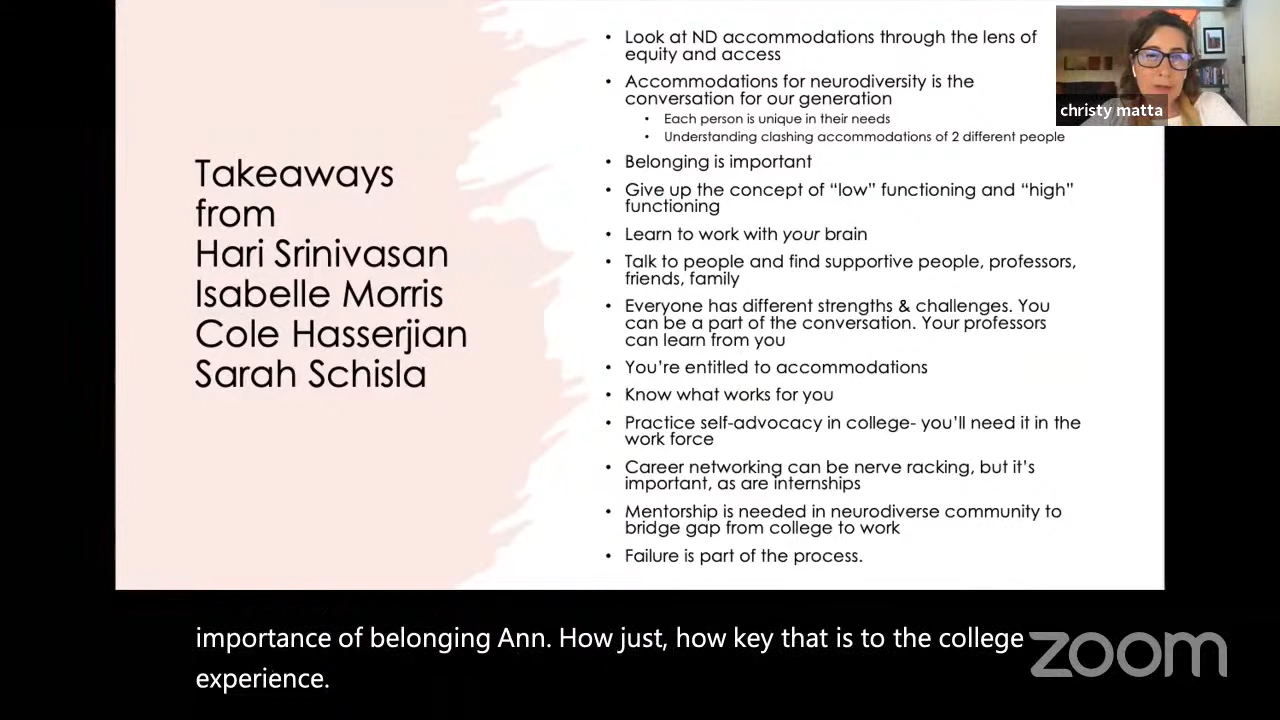 Takeaways
from
Hari Srinivasan
Isabelle Morris
Cole Hasserjian
Sarah Schisla
• Look at ND accommodations through the lens of
equity and access
• Accommodations for neurodiversity is the
conversation for our generation
• Each person is unique in their needs
• Understanding clashing accommodations of 2 different people
• Belonging is important
• Give up the concept of “low” functioning and “high”
functioning
• Learn to work with your brain
• Talk to people and find supportive people, professors,
friends, family
• Everyone has different strengths & challenges. You
can be a part of the conversation. Your professors
can learn from you
• You’re entitled to accommodations
• Know what works for you
• Practice self-advocacy in college- you’ll need it in the
work force
• Career networking can be nerve racking, but it’s
important, as are internships
• Mentorship is needed in neurodiverse community to
bridge gap from college to work
• Failure is part of the process.
christy matta
importance of belonging Ann. How just, how key that is to the college
experience.
zoom